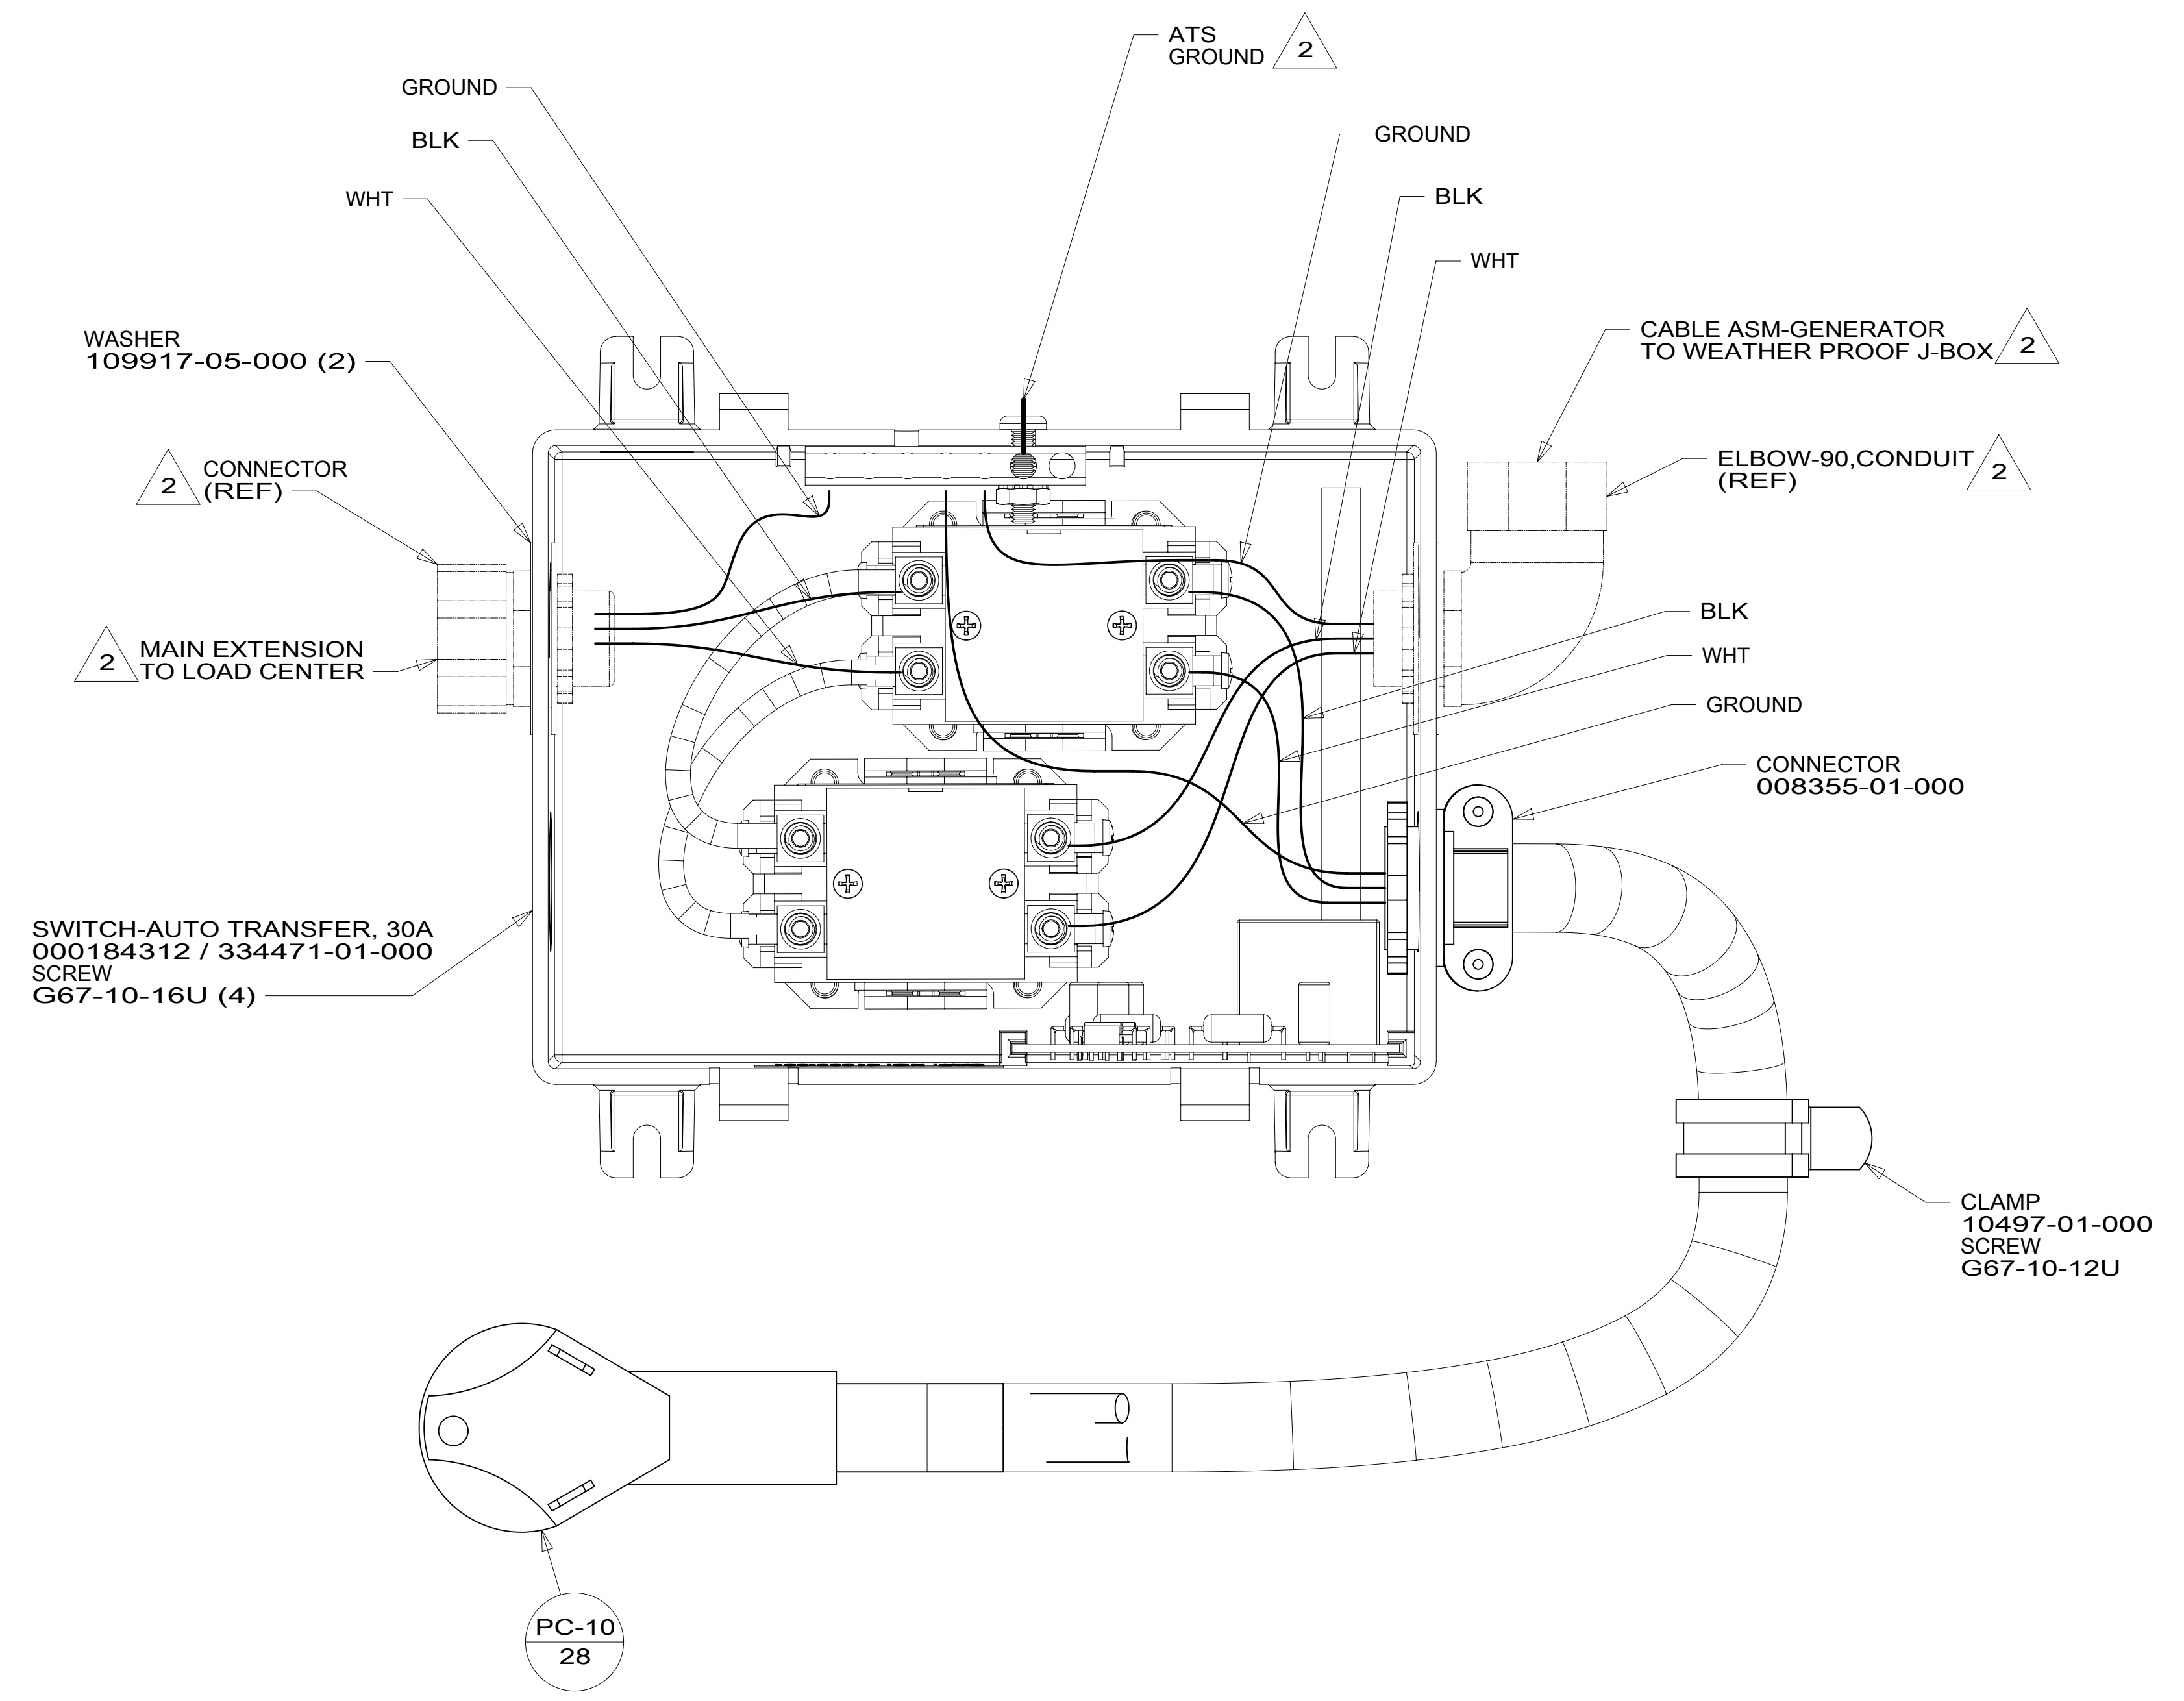 ATS
GROUND
2
GROUND
BLK
WHT
GROUND
BLK
WHT
WASHER
109917-05-000 (2)
CABLE ASM-GENERATOR
TO WEATHER PROOF J-BOX
2
2
CONNECTOR
(REF)
ELBOW-90,CONDUIT
(REF)
2
2
MAIN EXTENSION
TO LOAD CENTER
BLK
WHT
GROUND
CONNECTOR
008355-01-000
SWITCH-AUTO TRANSFER, 30A
000184312 / 334471-01-000
SCREW
G67-10-16U (4)
CLAMP
10497-01-000
SCREW
G67-10-12U
PC-10
28